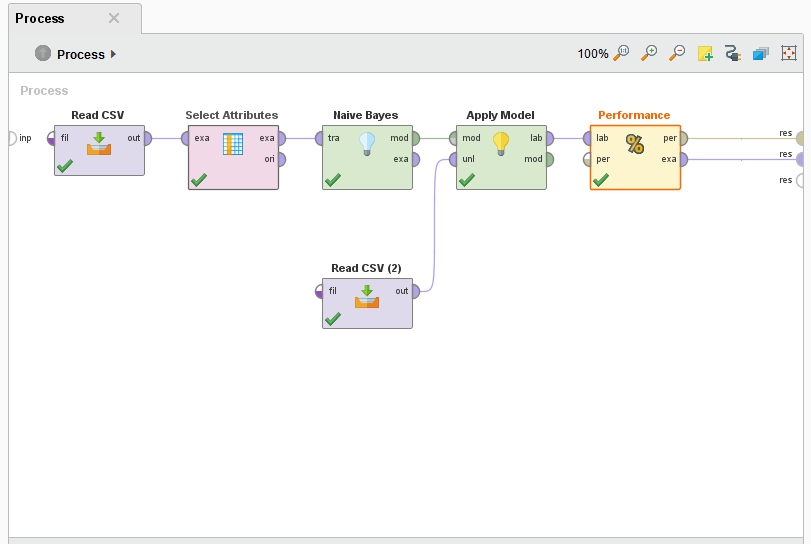 Process
Process
100%
Process
Read CSV
Select Attributes
Naive Bayes
Apply Model
Performance
inp
fil
out
exa
exa
tra
mod
mod
lab
lab
per
res
ori
exa
unl
mod
per
exa
res
res
Read CSV (2)
fil
out